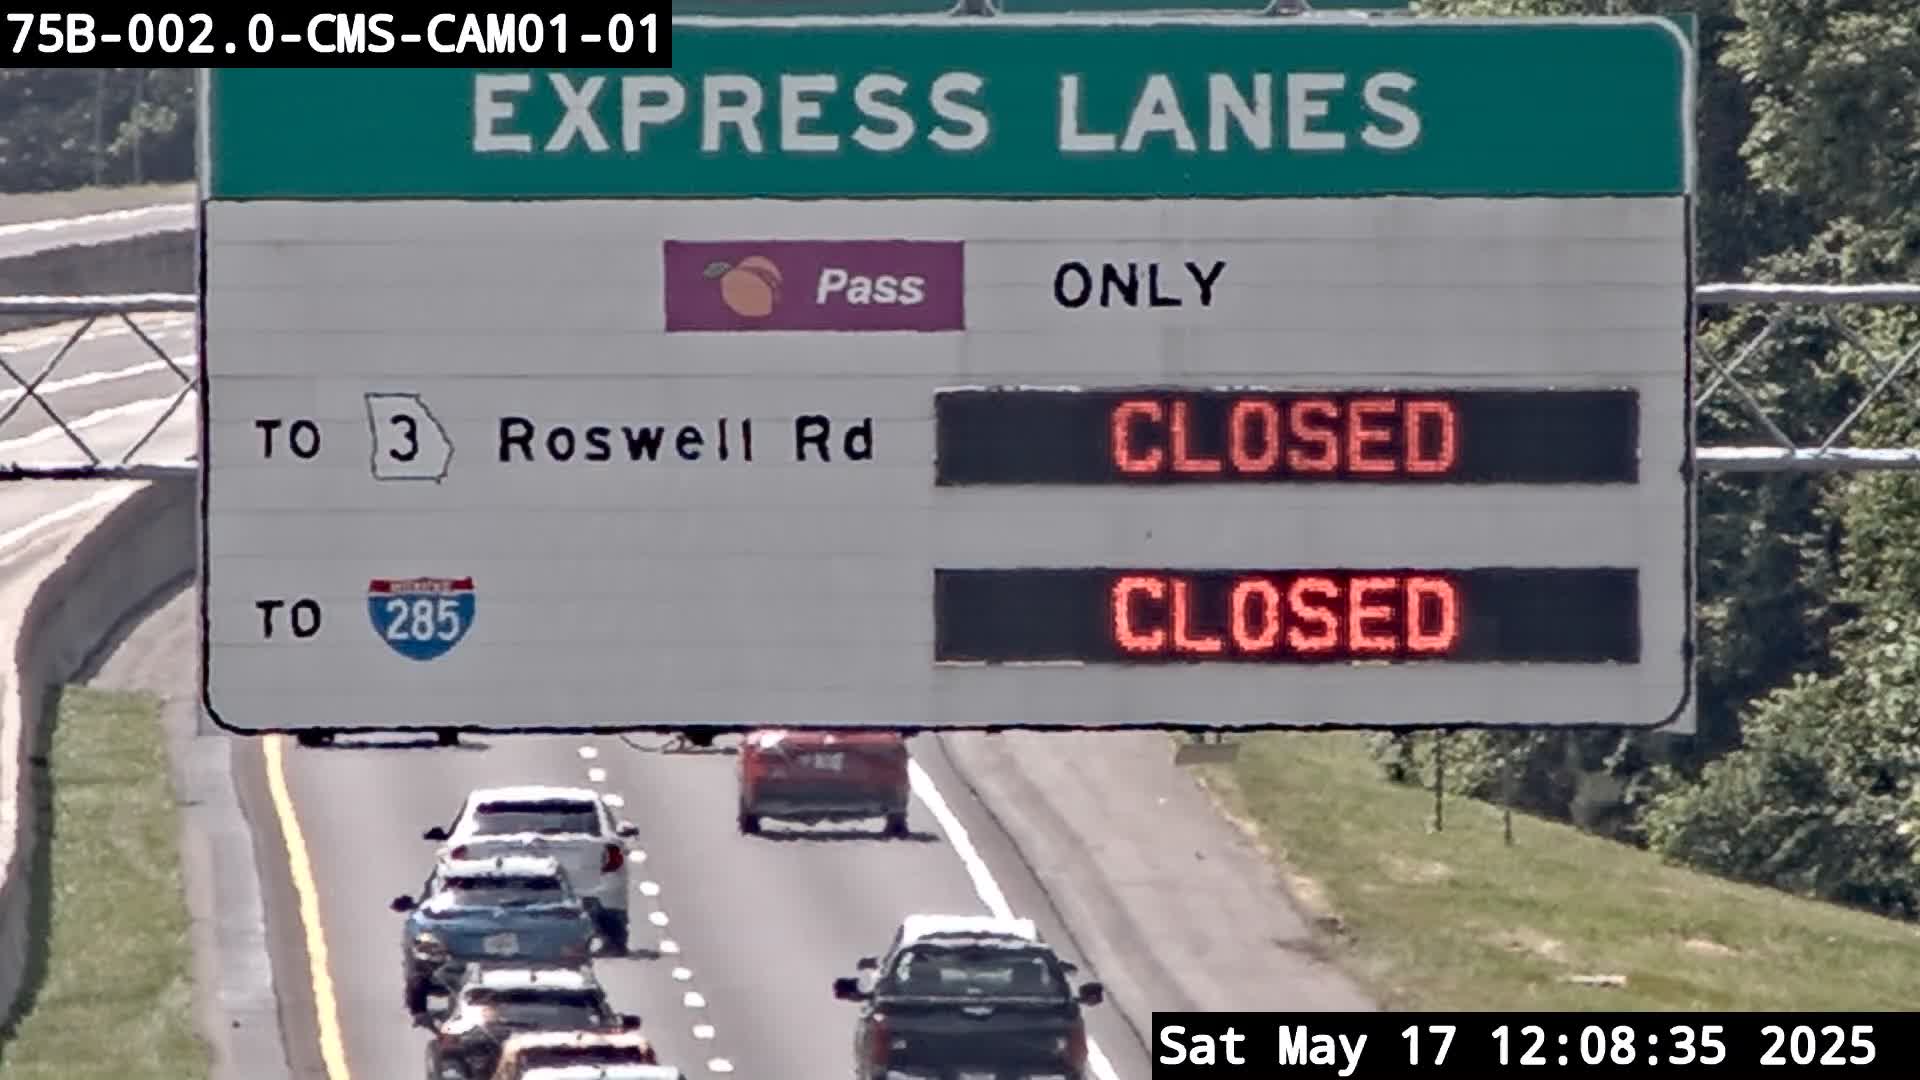 75B-002.0-CMS-CAM01-01
EXPRESS LANES
Pass ONLY
TO 3 Roswell Rd CLOSED
TO 285 CLOSED
Sat May 17 12:08:35 2025